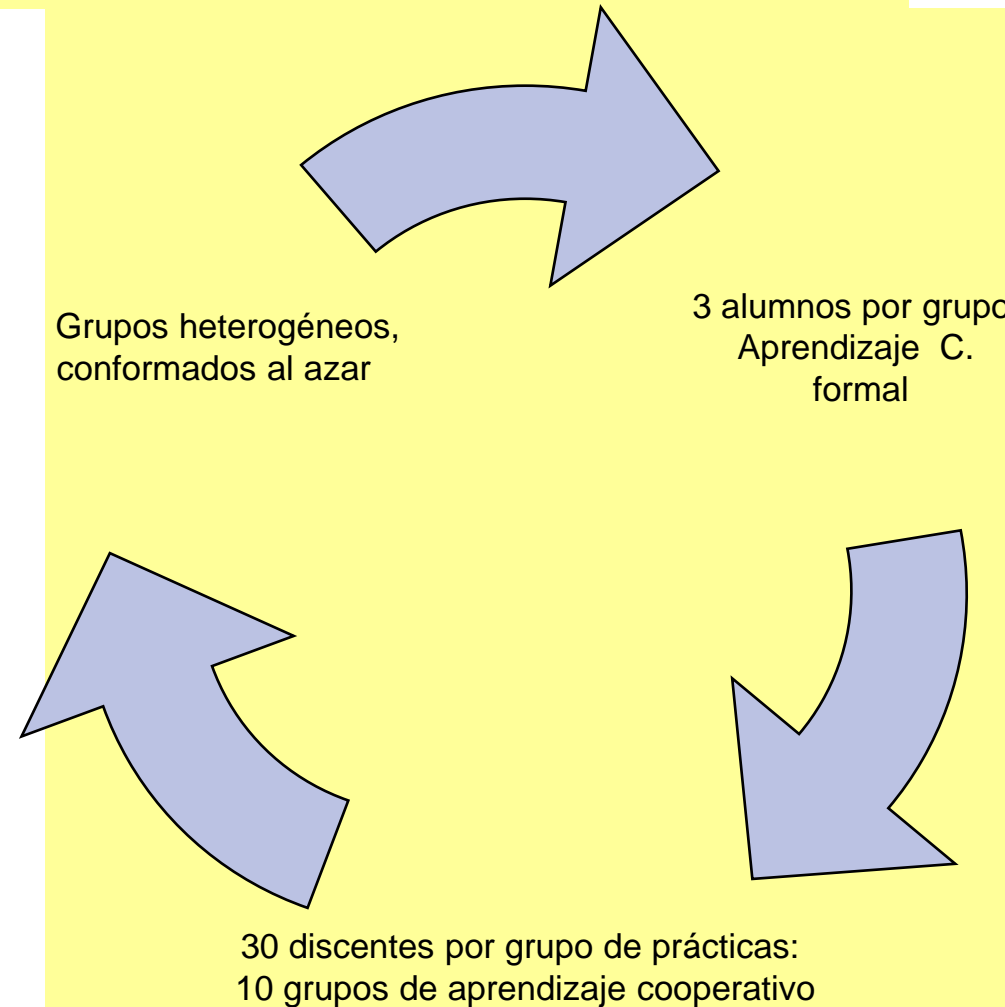 Grupos heterogéneos,
conformados al azar
3 alumnos por grupo
Aprendizaje C.
formal
30 discentes por grupo de prácticas:
10 grupos de aprendizaje cooperativo